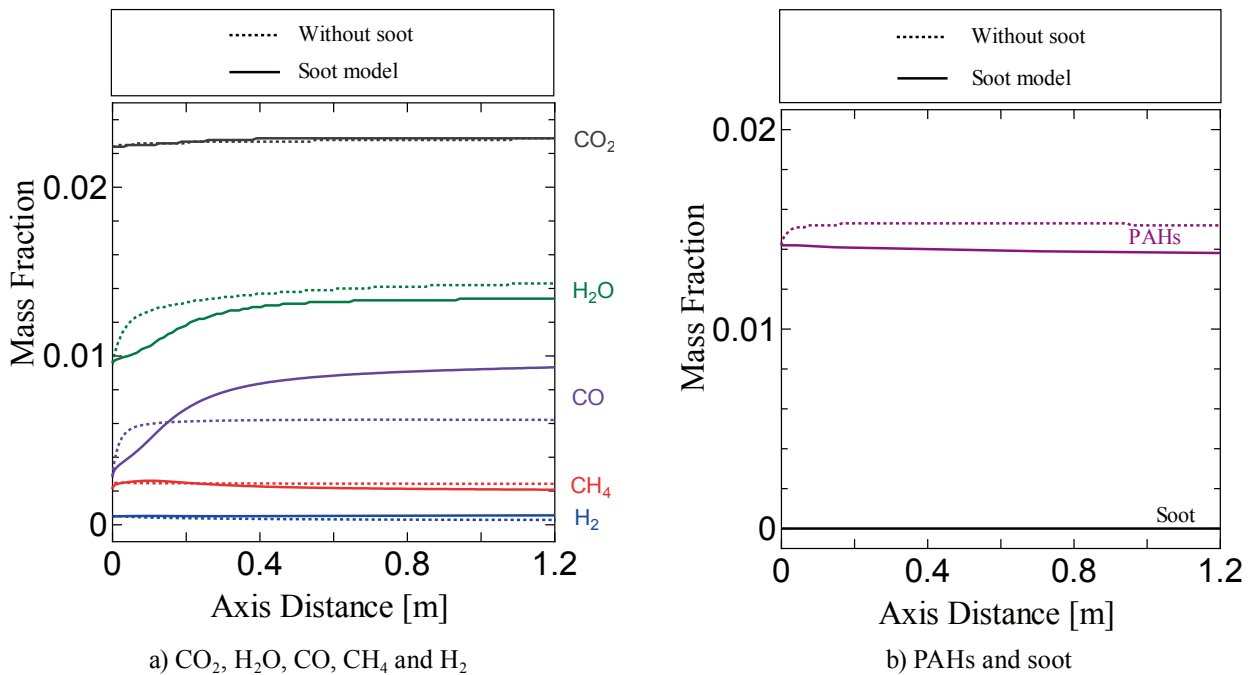 Without soot
Soot model
CO₂
H₂O
CO
CH₄
H₂
0.02
0.01
0
Mass Fraction
0 0.4 0.8 1.2
Axis Distance [m]
a) CO₂, H₂O, CO, CH₄ and H₂
Without soot
Soot model
PAHs
Soot
0.02
0.01
0
Mass Fraction
0 0.4 0.8 1.2
Axis Distance [m]
b) PAHs and soot